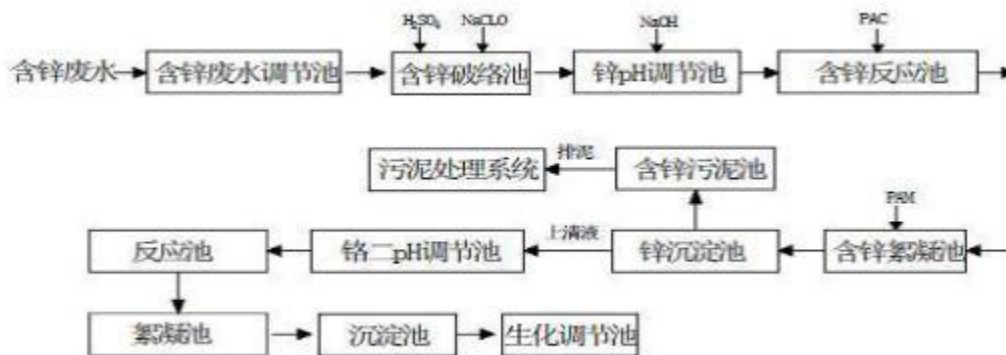 H₂SO₄ NaCLO NaOH PAC
含锌废水 含锌废水调节池 含锌破络池 锌pH调节池 含锌反应池
污泥处理系统 排泥 含锌污泥池
PAM
反应池 铬二pH调节池 上清液 锌沉淀池 含锌絮凝池
絮凝池 沉淀池 生化调节池